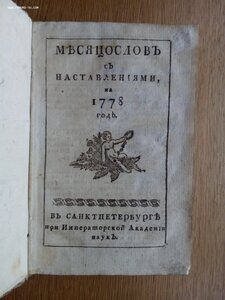 МѢСЯЦОСЛОВЪ
съ
НАСТАВЛЕНІЯМИ,
на
1778
годъ.
ВЪ САНКТПЕТЕРБУРГѢ
при Императорской Академіи
наукъ.